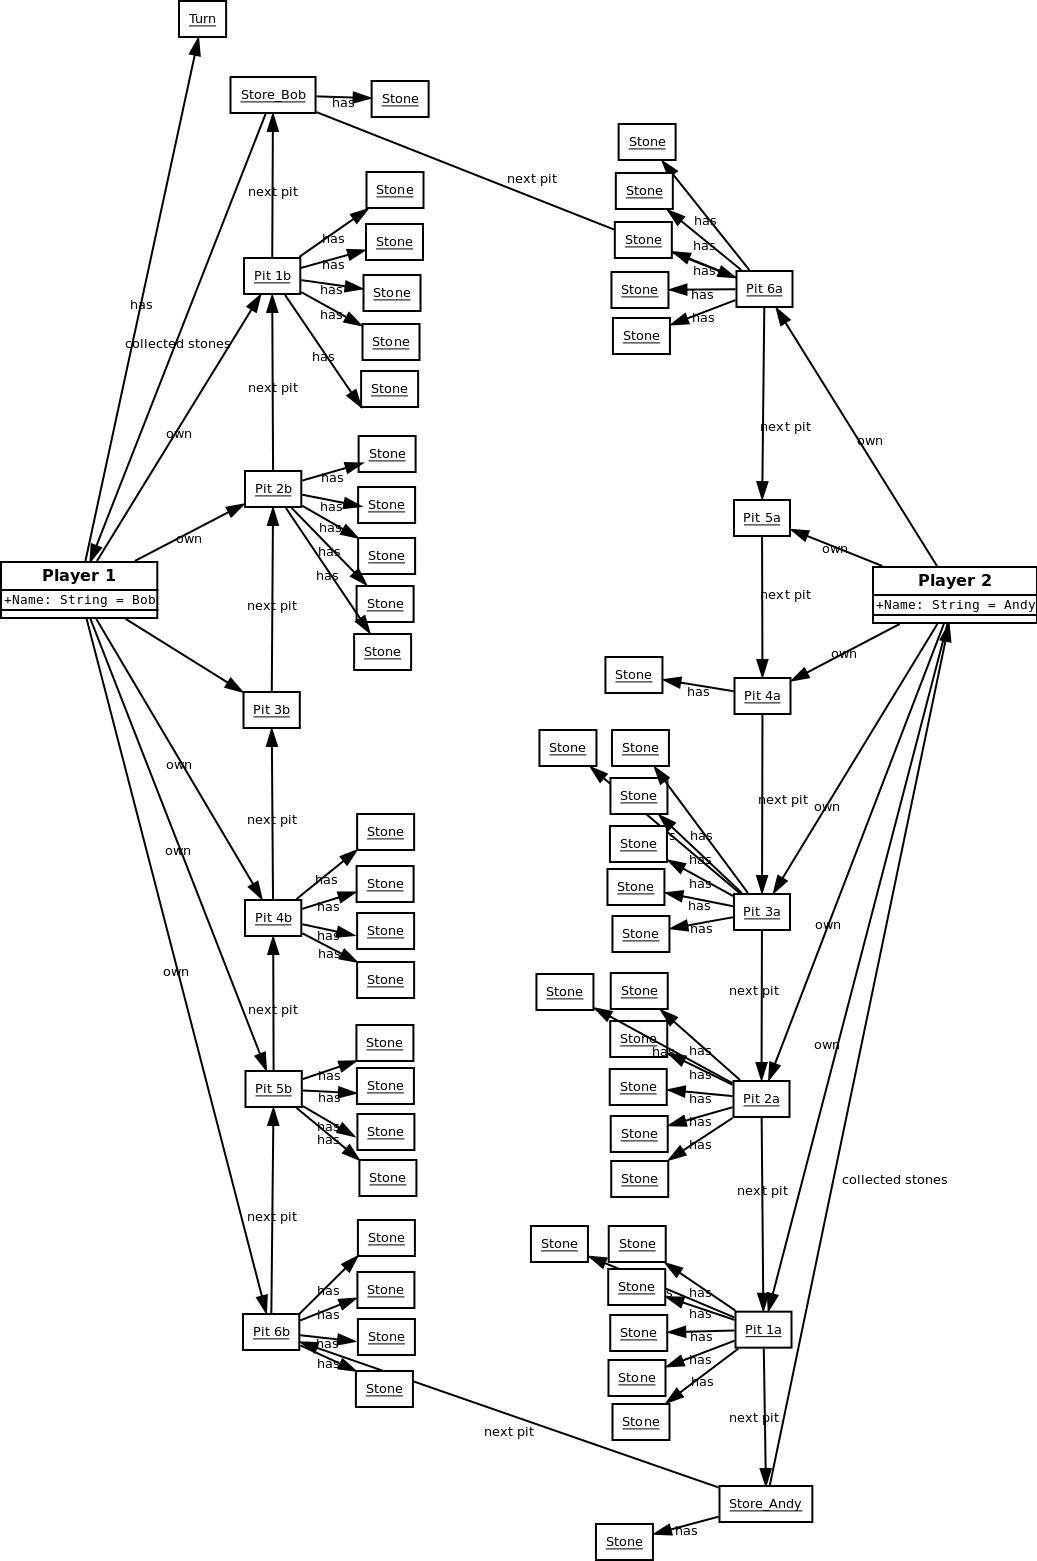 Turn
Store_Bob
has
Stone
next pit
Stone
Stone
Stone
Stone
Stone
has
has
has
has
has
Pit 6a
next pit
Pit 1b
Stone
Stone
Stone
Stone
Stone
has
has
has
has
has
has
collected stones
own
next pit
next pit
own
Pit 2b
Stone
Stone
Stone
Stone
Stone
has
has
has
has
has
own
Pit 5a
own
next pit
Player 1
+Name: String = Bob
Player 2
+Name: String = Andy
next pit
own
Pit 3b
Stone
has
Pit 4a
own
next pit
Stone
Stone
Stone
Stone
Stone
Stone
s
has
has
has
has
has
Pit 3a
next pit
own
own
own
Pit 4b
Stone
Stone
Stone
Stone
has
has
has
has
next pit
next pit
own
Stone
Stone
Stone
Stone
Stone
Stone
has
has
has
has
has
has
Pit 2a
own
Pit 5b
Stone
Stone
Stone
Stone
has
has
has
has
next pit
next pit
collected stones
Pit 6b
Stone
Stone
Stone
Stone
has
has
has
has
Stone
Stone
Stone
Stone
Stone
Stone
s
has
has
has
has
has
Pit 1a
next pit
next pit
Store_Andy
has
Stone